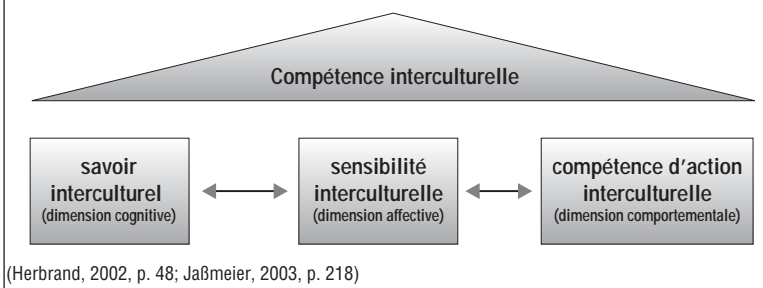 Compétence interculturelle
savoir
interculturel
(dimension cognitive)
sensibilité
interculturelle
(dimension affective)
compétence d'action
interculturelle
(dimension comportementale)
(Herbrand, 2002, p. 48; Jaßmeier, 2003, p. 218)